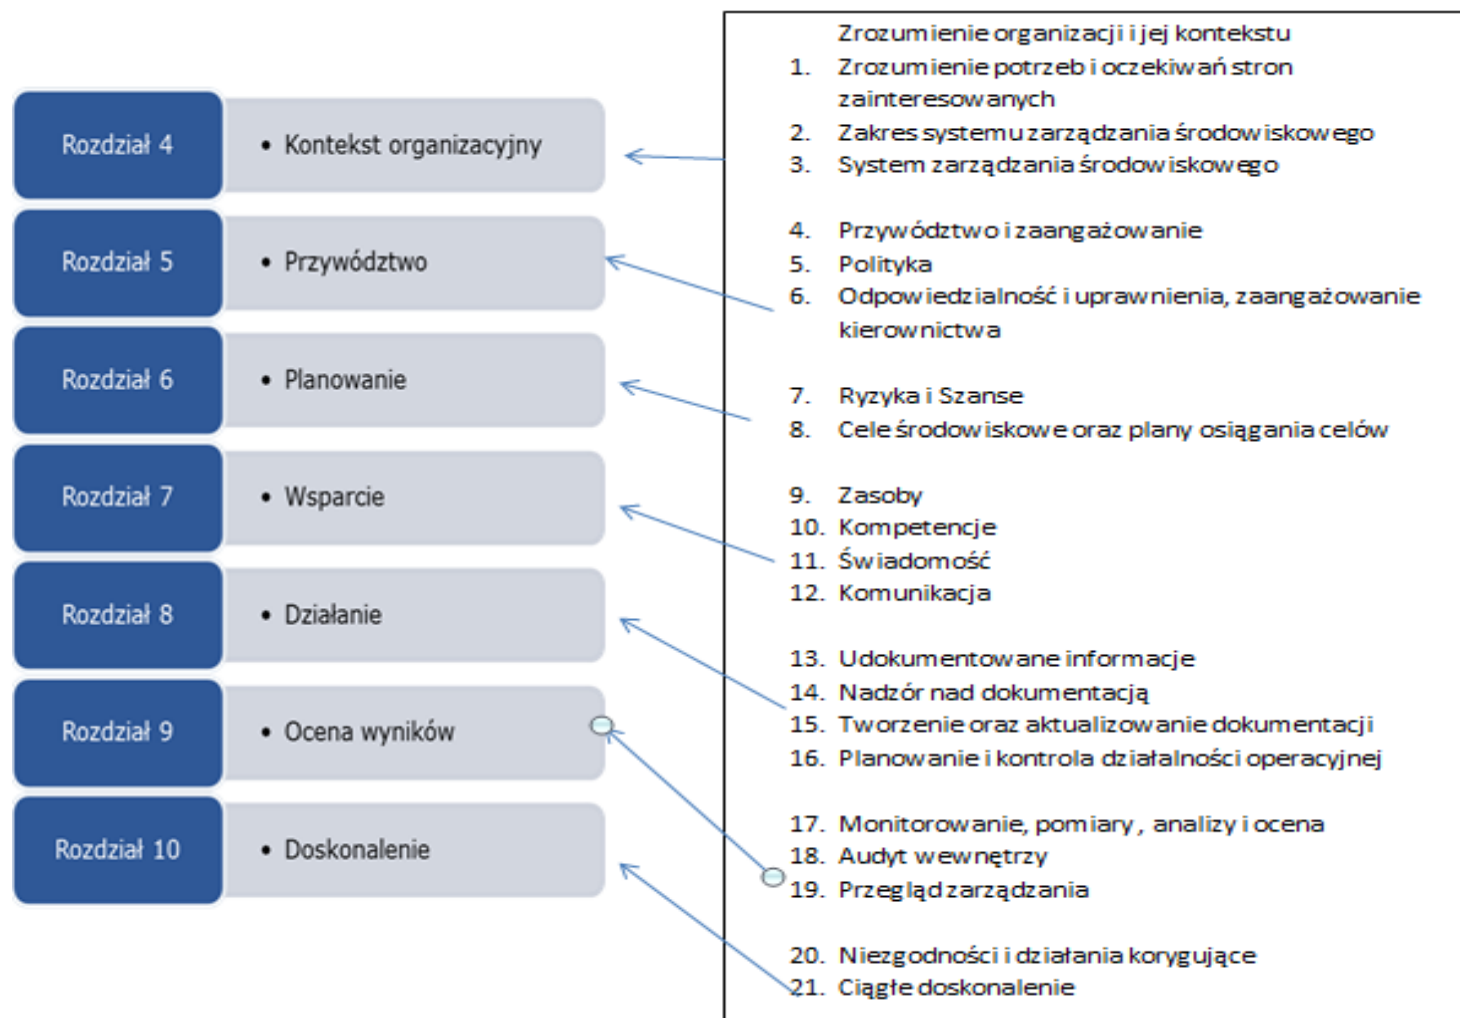 Rozdział 4
• Kontekst organizacyjny
Rozdział 5
• Przywództwo
Rozdział 6
• Planowanie
Rozdział 7
• Wsparcie
Rozdział 8
• Działanie
Rozdział 9
• Ocena wyników
Rozdział 10
• Doskonalenie
Zrozumienie organizacji i jej kontekstu
1. Zrozumienie potrzeb i oczekiwań stron
zainteresowanych
2. Zakres systemu zarządzania środowiskowego
3. System zarządzania środowiskowego
4. Przywództwo i zaangażowanie
5. Polityka
6. Odpowiedzialność i uprawnienia, zaangażowanie
kierownictwa
7. Ryzyka i Szanse
8. Cele środowiskowe oraz plany osiągania celów
9. Zasoby
10. Kompetencje
11. Świadomość
12. Komunikacja
13. Udokumentowane informacje
14. Nadzór nad dokumentacją
15. Tworzenie oraz aktualizowanie dokumentacji
16. Planowanie i kontrola działalności operacyjnej
17. Monitorowanie, pomiary , analizy i ocena
18. Audyt wewnętrzy
19. Przegląd zarządzania
20. Niezgodności i działania korygujące
21. Ciągłe doskonalenie